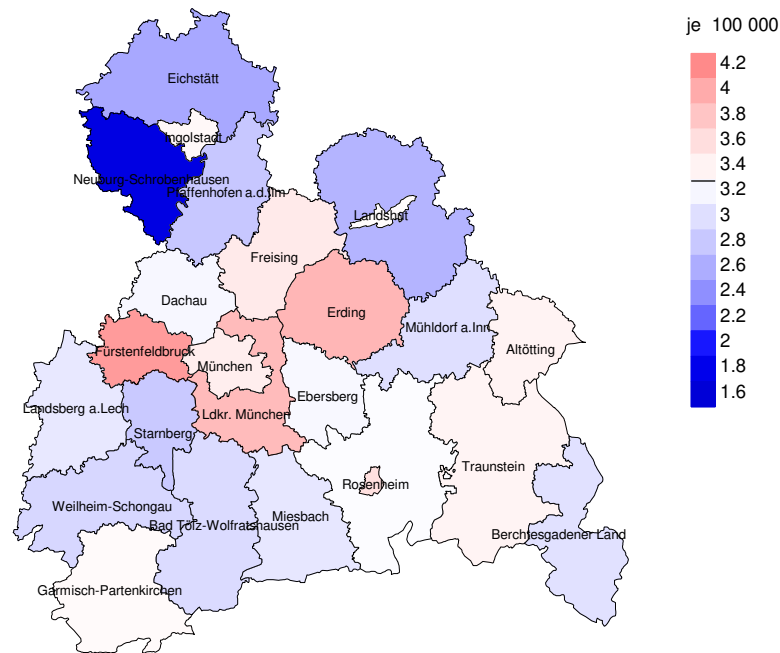 je 100 000
4.2
4
3.8
3.6
3.4
3.2
3
2.8
2.6
2.4
2.2
2
1.8
1.6
Eichstätt
Ingolstadt
Neuburg-Schrobenhausen
Pfaffenhofen a.d.Ilm
Landshut
Freising
Dachau
Erding
Mühldorf a.Inn
Altötting
Fürstenfeldbruck
München
Ebersberg
Landsberg a.Lech
Ldkr. München
Starnberg
Traunstein
Rosenheim
Weilheim-Schongau
Miesbach
Bad Tölz-Wolfratshausen
Berchtesgadener Land
Garmisch-Partenkirchen